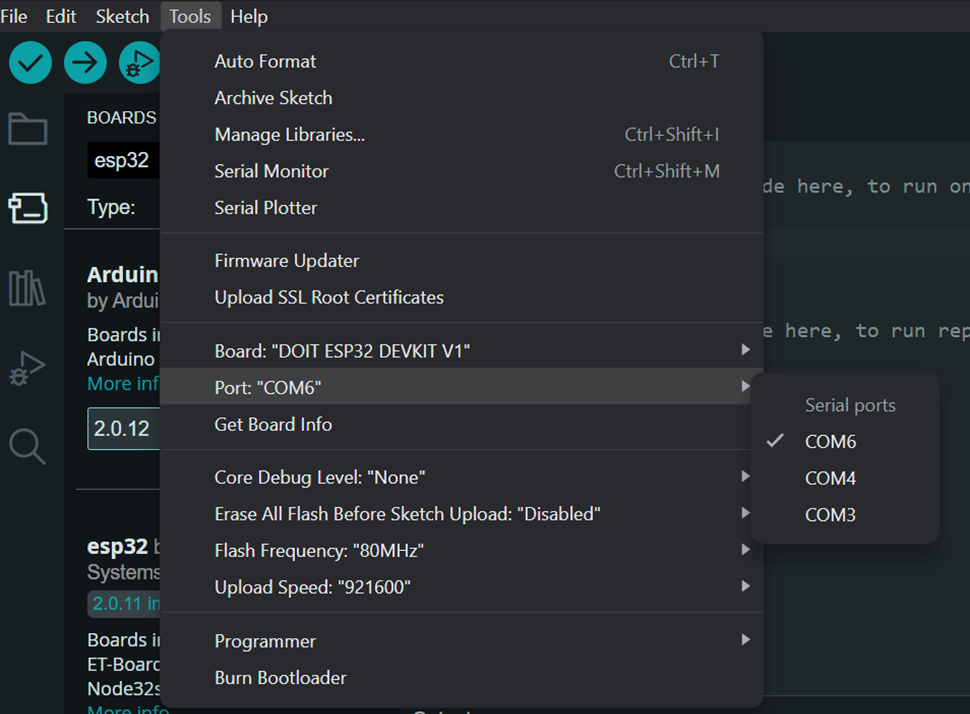 File Edit Sketch Tools Help
Auto Format Ctrl+T
Archive Sketch
Manage Libraries... Ctrl+Shift+I
Serial Monitor Ctrl+Shift+M
Serial Plotter
Firmware Updater
Upload SSL Root Certificates
Board: "DOIT ESP32 DEVKIT V1"
Port: "COM6"
Get Board Info
Core Debug Level: "None"
Erase All Flash Before Sketch Upload: "Disabled"
Flash Frequency: "80MHz"
Upload Speed: "921600"
Programmer
Burn Bootloader
Serial ports
COM6
COM4
COM3
BOARDS
esp32
Type:
Arduin
by Ardui
Boards i
Arduino
More inf
2.0.12
esp32 b
Systems
2.0.11 in
Boards i
ET-Board
Node32s
More info
de here, to run on
e here, to run rep